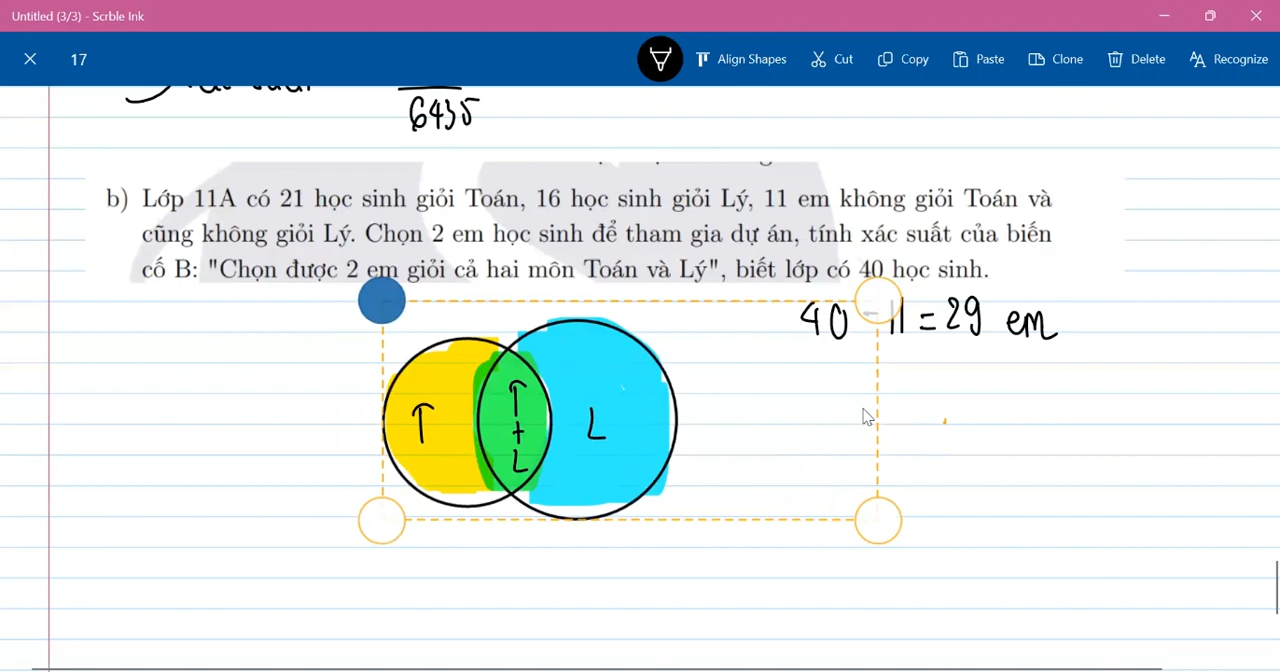 Untitled (3/3) - Scrble Ink
17 Align Shapes Cut Copy Paste Clone Delete Recognize
6435
b) Lớp 11A có 21 học sinh giỏi Toán, 16 học sinh giỏi Lý, 11 em không giỏi Toán và
cũng không giỏi Lý. Chọn 2 em học sinh để tham gia dự án, tính xác suất của biến
cố B: "Chọn được 2 em giỏi cả hai môn Toán và Lý", biết lớp có 40 học sinh.
40 - 11 = 29 em
T
T
+
L
L